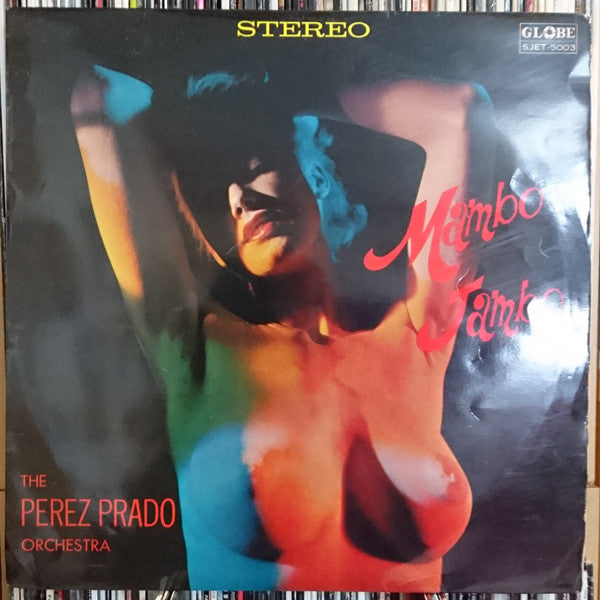 STEREO
GLOBE
SJET-5003
Mambo
Jambo
THE
PEREZ PRADO
ORCHESTRA